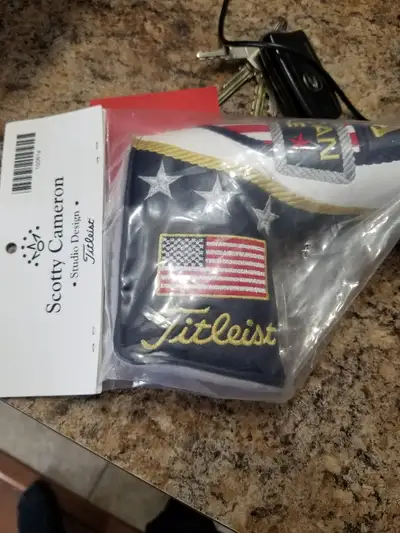 Scotty Cameron
• Studio Design •
Titleist
Titleist